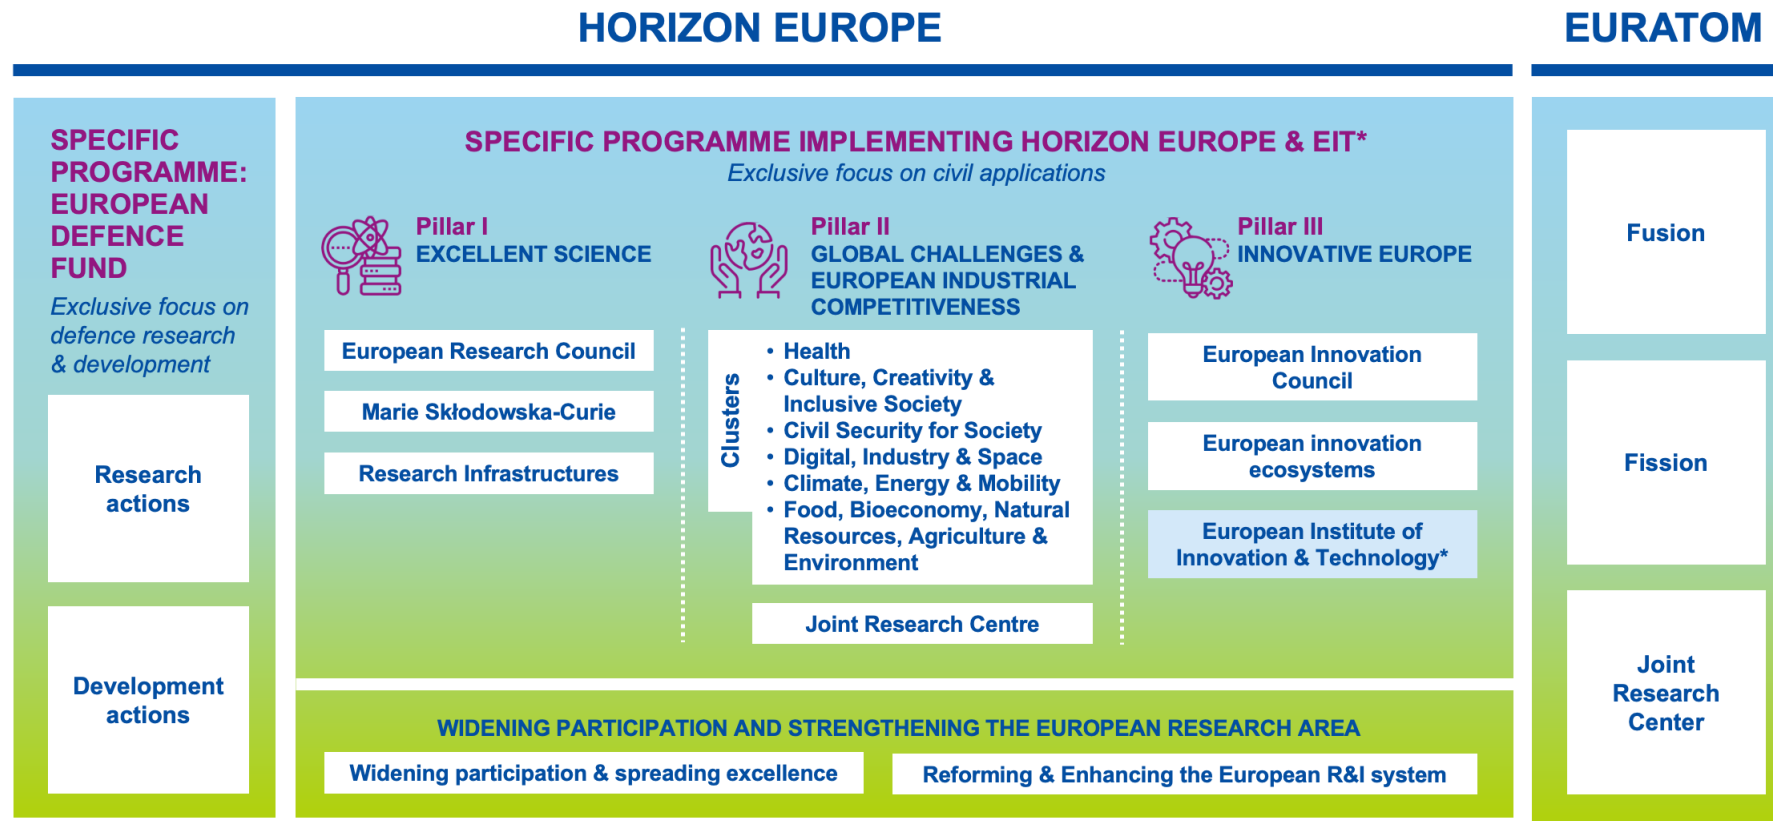 HORIZON EUROPE
EURATOM
SPECIFIC
PROGRAMME:
EUROPEAN
DEFENCE
FUND
Exclusive focus on
defence research
& development
Research
actions
Development
actions
SPECIFIC PROGRAMME IMPLEMENTING HORIZON EUROPE & EIT*
Exclusive focus on civil applications
Pillar I
EXCELLENT SCIENCE
European Research Council
Marie Skłodowska-Curie
Research Infrastructures
Pillar II
GLOBAL CHALLENGES &
EUROPEAN INDUSTRIAL
COMPETITIVENESS
Clusters
• Health
• Culture, Creativity &
Inclusive Society
• Civil Security for Society
• Digital, Industry & Space
• Climate, Energy & Mobility
• Food, Bioeconomy, Natural
Resources, Agriculture &
Environment
Joint Research Centre
Pillar III
INNOVATIVE EUROPE
European Innovation
Council
European innovation
ecosystems
European Institute of
Innovation & Technology*
WIDENING PARTICIPATION AND STRENGTHENING THE EUROPEAN RESEARCH AREA
Widening participation & spreading excellence
Reforming & Enhancing the European R&I system
Fusion
Fission
Joint
Research
Center